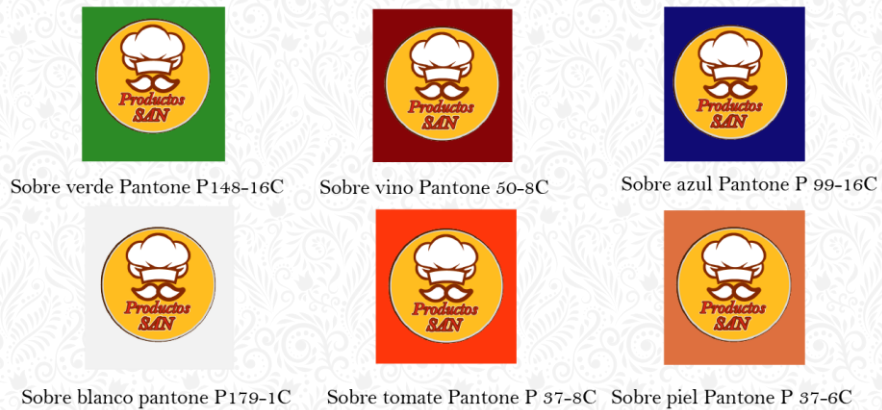 Productos
SAN
Productos
SAN
Productos
SAN
Sobre verde Pantone P148-16C
Sobre vino Pantone 50-8C
Sobre azul Pantone P 99-16C
Productos
SAN
Productos
SAN
Productos
SAN
Sobre blanco pantone P179-1C
Sobre tomate Pantone P 37-8C
Sobre piel Pantone P 37-6C